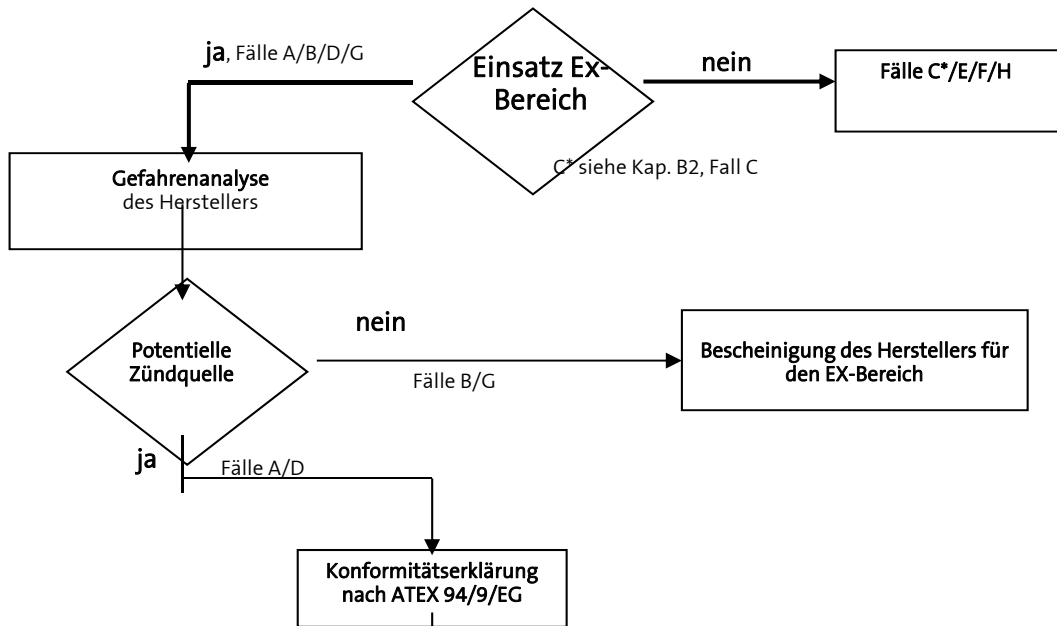 ja, Fälle A/B/D/G
Einsatz Ex-
Bereich
nein
Fälle C*/E/F/H
C* siehe Kap. B2, Fall C
Gefahrenanalyse
des Herstellers
Potentielle
Zündquelle
nein
Fälle B/G
Bescheinigung des Herstellers für
den EX-Bereich
ja
Fälle A/D
Konformitätserklärung
nach ATEX 94/9/EG